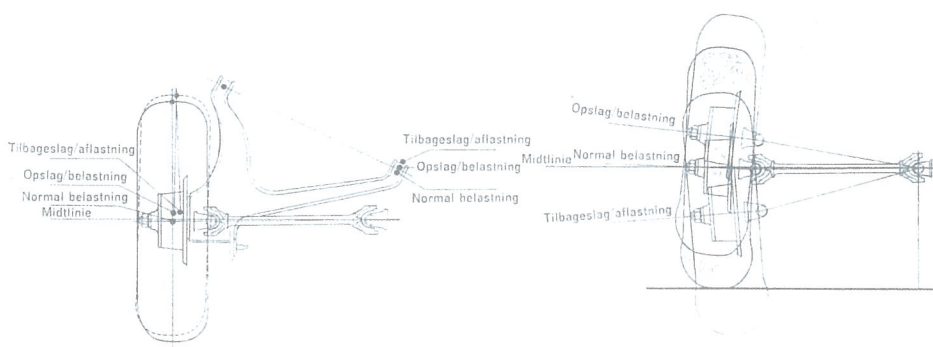 Tilbageslag/aflastning
Opslag/belastning
Normal belastning
Midtlinie
Tilbageslag/aflastning
Opslag/belastning
Normal belastning
Opslag/belastning
Midtlinie Normal belastning
Tilbageslag/aflastning